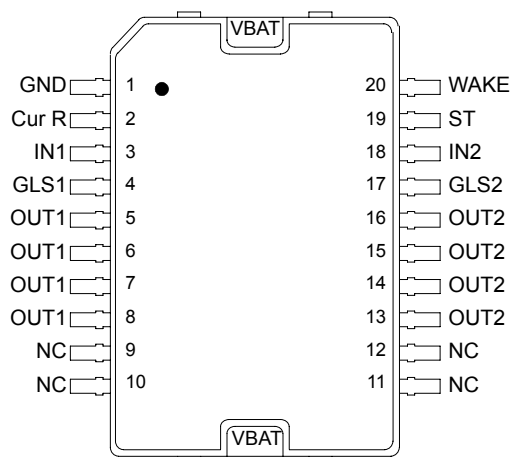 VBAT
GND 1 20 WAKE
Cur R 2 19 ST
IN1 3 18 IN2
GLS1 4 17 GLS2
OUT1 5 16 OUT2
OUT1 6 15 OUT2
OUT1 7 14 OUT2
OUT1 8 13 OUT2
NC 9 12 NC
NC 10 11 NC
VBAT